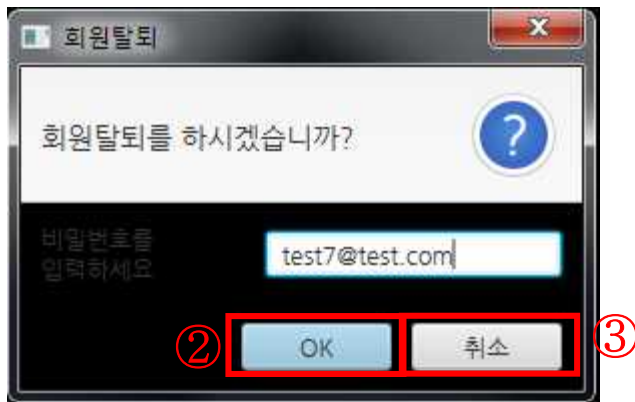 회원탈퇴
회원탈퇴를 하시겠습니까?
비밀번호를
입력하세요
test7@test.com
② OK 취소 ③